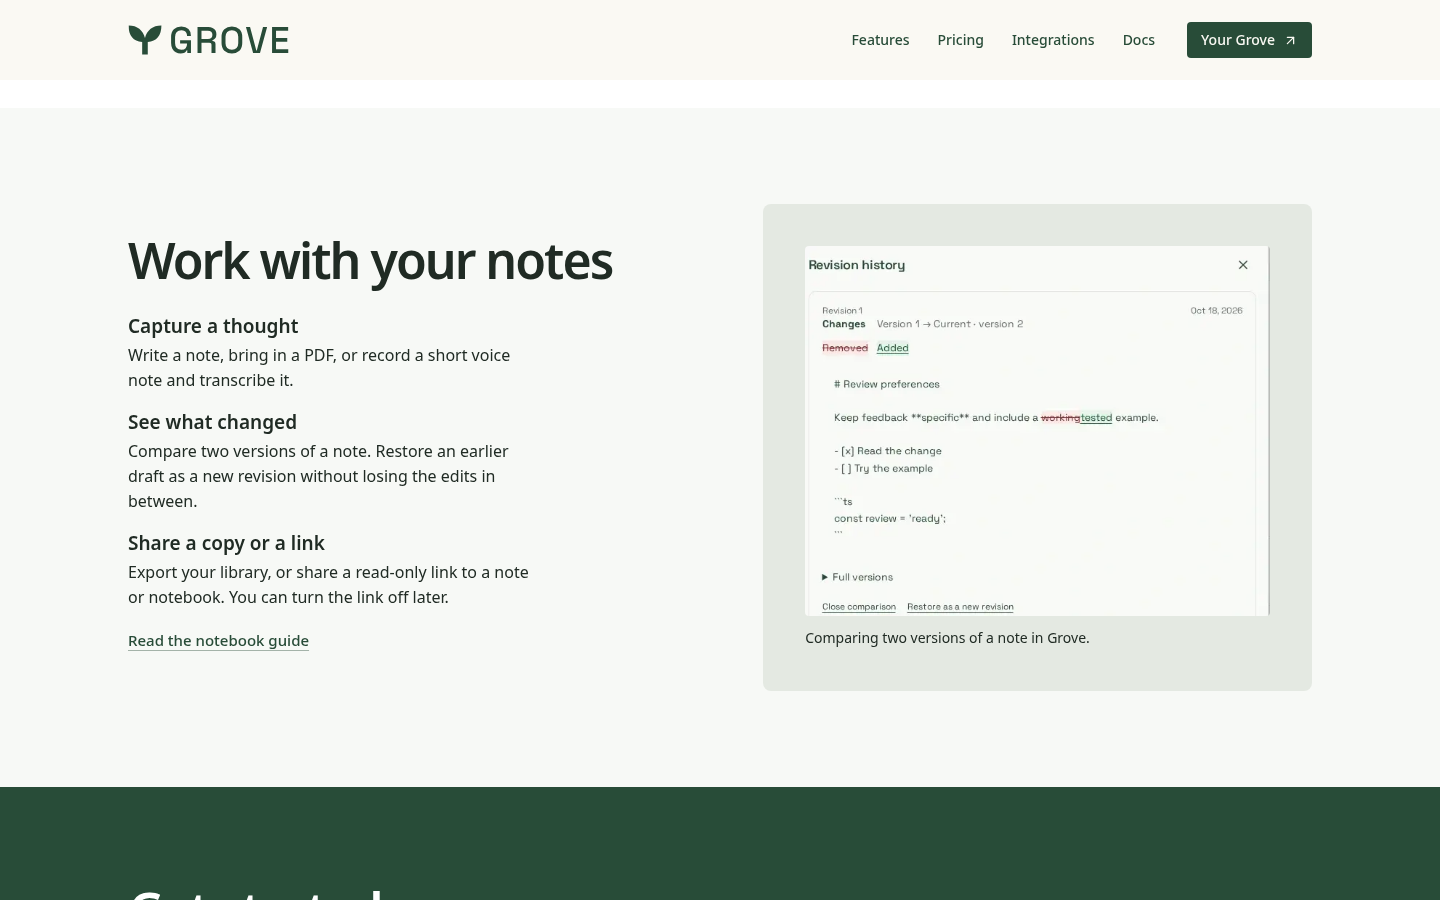 GROVE
Features
Pricing
Integrations
Docs
Your Grove
Work with your notes
Capture a thought
Write a note, bring in a PDF, or record a short voice
note and transcribe it.
See what changed
Compare two versions of a note. Restore an earlier
draft as a new revision without losing the edits in
between.
Share a copy or a link
Export your library, or share a read-only link to a note
or notebook. You can turn the link off later.
Read the notebook guide
Revision history
Revision 1
Oct 18, 2026
Changes Version 1 → Current · version 2
Removed Added
# Review preferences
Keep feedback **specific** and include a workingtested example.
- [x] Read the change
- [ ] Try the example
```ts
const review = 'ready';
```
Full versions
Close comparison Restore as a new revision
Comparing two versions of a note in Grove.